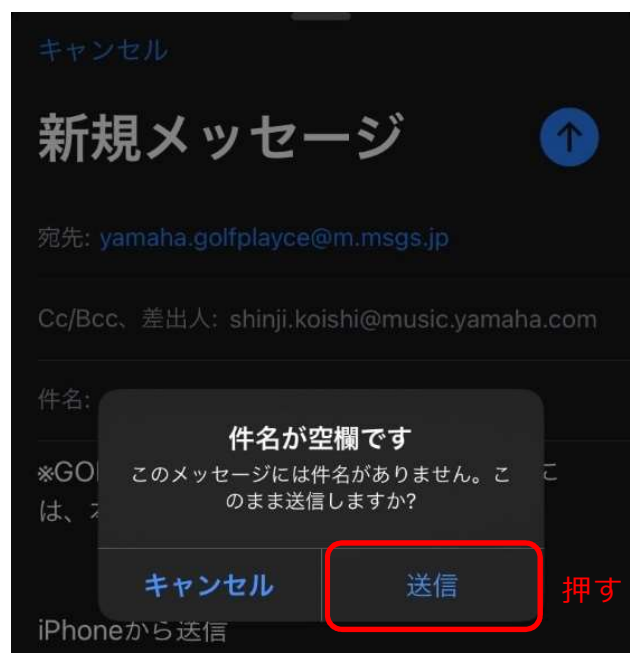 キャンセル
新規メッセージ
宛先: yamaha.golfplayce@m.msgs.jp
Cc/Bcc、差出人: shinji.koishi@music.yamaha.com
件名:
件名が空欄です
このメッセージには件名がありません。こ
のまま送信しますか?
※GO
に
は、
キャンセル 送信
押す
iPhoneから送信